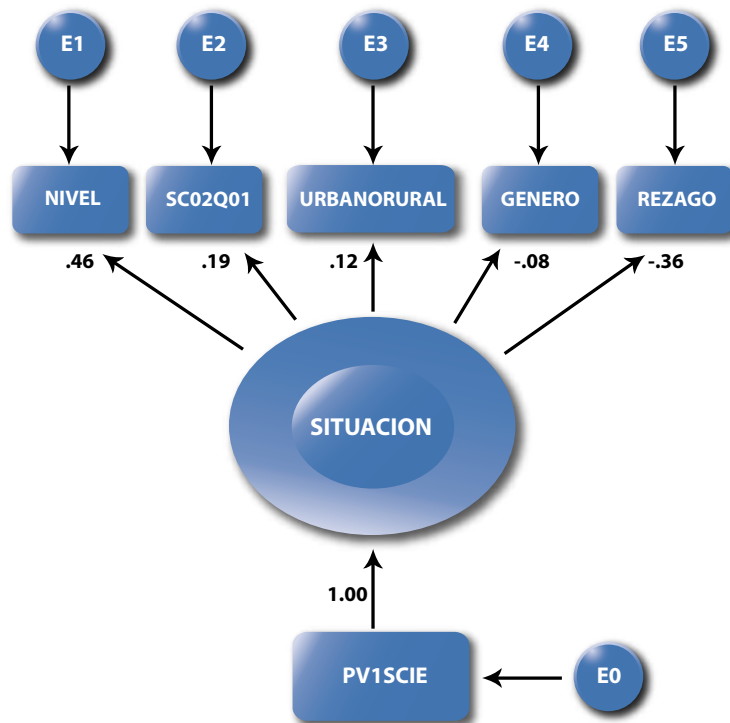 E1 E2 E3 E4 E5
NIVEL SC02Q01 URBANORURAL GENERO REZAGO
.46 .19 .12 -.08 -.36
SITUACION
1.00
PV1SCIE E0